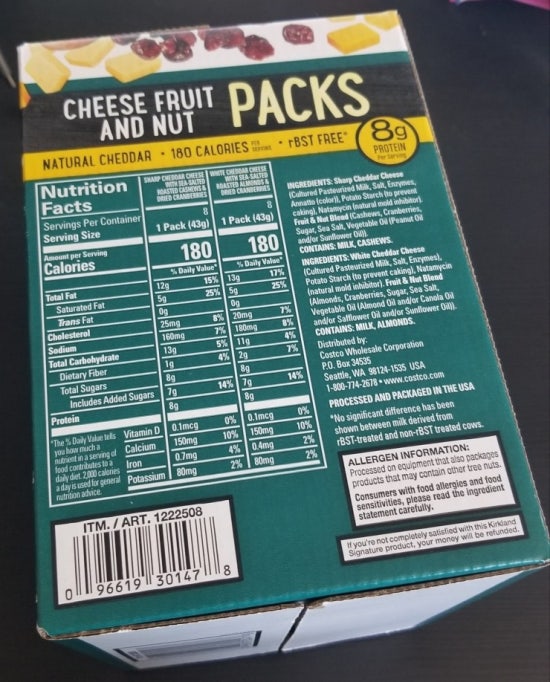 CHEESE FRUIT
AND NUT
PACKS
NATURAL CHEDDAR • 180 CALORIES PER SERVING • rBST FREE*
8g
PROTEIN
Per Serving
Nutrition
Facts
SHARP CHEDDAR CHEESE
WITH SEA-SALTED
ROASTED CASHEWS &
DRIED CRANBERRIES
WHITE CHEDDAR CHEESE
WITH SEA-SALTED
ROASTED ALMONDS &
DRIED CRANBERRIES
Servings Per Container 8 8
Serving Size 1 Pack (43g) 1 Pack (43g)
Amount per Serving
Calories 180 180
% Daily Value* % Daily Value*
Total Fat 12g 15% 13g 17%
Saturated Fat 5g 25% 5g 25%
Trans Fat 0g 0g
Cholesterol 25mg 8% 20mg 7%
Sodium 160mg 7% 180mg 8%
Total Carbohydrate 13g 5% 11g 4%
Dietary Fiber 1g 4% 2g 7%
Total Sugars 8g 8g
Includes Added Sugars 7g 14% 7g 14%
Protein 8g 8g
Vitamin D 0.1mcg 0% 0.1mcg 0%
Calcium 150mg 10% 150mg 10%
Iron 0.7mg 4% 0.4mg 2%
Potassium 80mg 2% 80mg 2%
*The % Daily Value tells
you how much a
nutrient in a serving of
food contributes to a
daily diet. 2,000 calories
a day is used for general
nutrition advice.
INGREDIENTS: Sharp Cheddar Cheese
(Cultured Pasteurized Milk, Salt, Enzymes,
Annatto (color)), Potato Starch (to prevent
caking), Natamycin (natural mold inhibitor).
Fruit & Nut Blend (Cashews, Cranberries,
Sugar, Sea Salt, Vegetable Oil (Peanut Oil
and/or Sunflower Oil)).
CONTAINS: MILK, CASHEWS.
INGREDIENTS: White Cheddar Cheese
(Cultured Pasteurized Milk, Salt, Enzymes),
Potato Starch (to prevent caking), Natamycin
(natural mold inhibitor). Fruit & Nut Blend
(Almonds, Cranberries, Sugar, Sea Salt,
Vegetable Oil (Almond Oil and/or Canola Oil
and/or Safflower Oil and/or Sunflower Oil)).
CONTAINS: MILK, ALMONDS.
Distributed by:
Costco Wholesale Corporation
P.O. Box 34535
Seattle, WA 98124-1535 USA
1-800-774-2678 • www.costco.com
PROCESSED AND PACKAGED IN THE USA
*No significant difference has been
shown between milk derived from
rBST-treated and non-rBST treated cows.
ALLERGEN INFORMATION:
Processed on equipment that also packages
products that may contain other tree nuts.
Consumers with food allergies and food
sensitivities, please read the ingredient
statement carefully.
If you're not completely satisfied with this Kirkland
Signature product, your money will be refunded.
ITM. / ART. 1222508
0 96619 30147 8